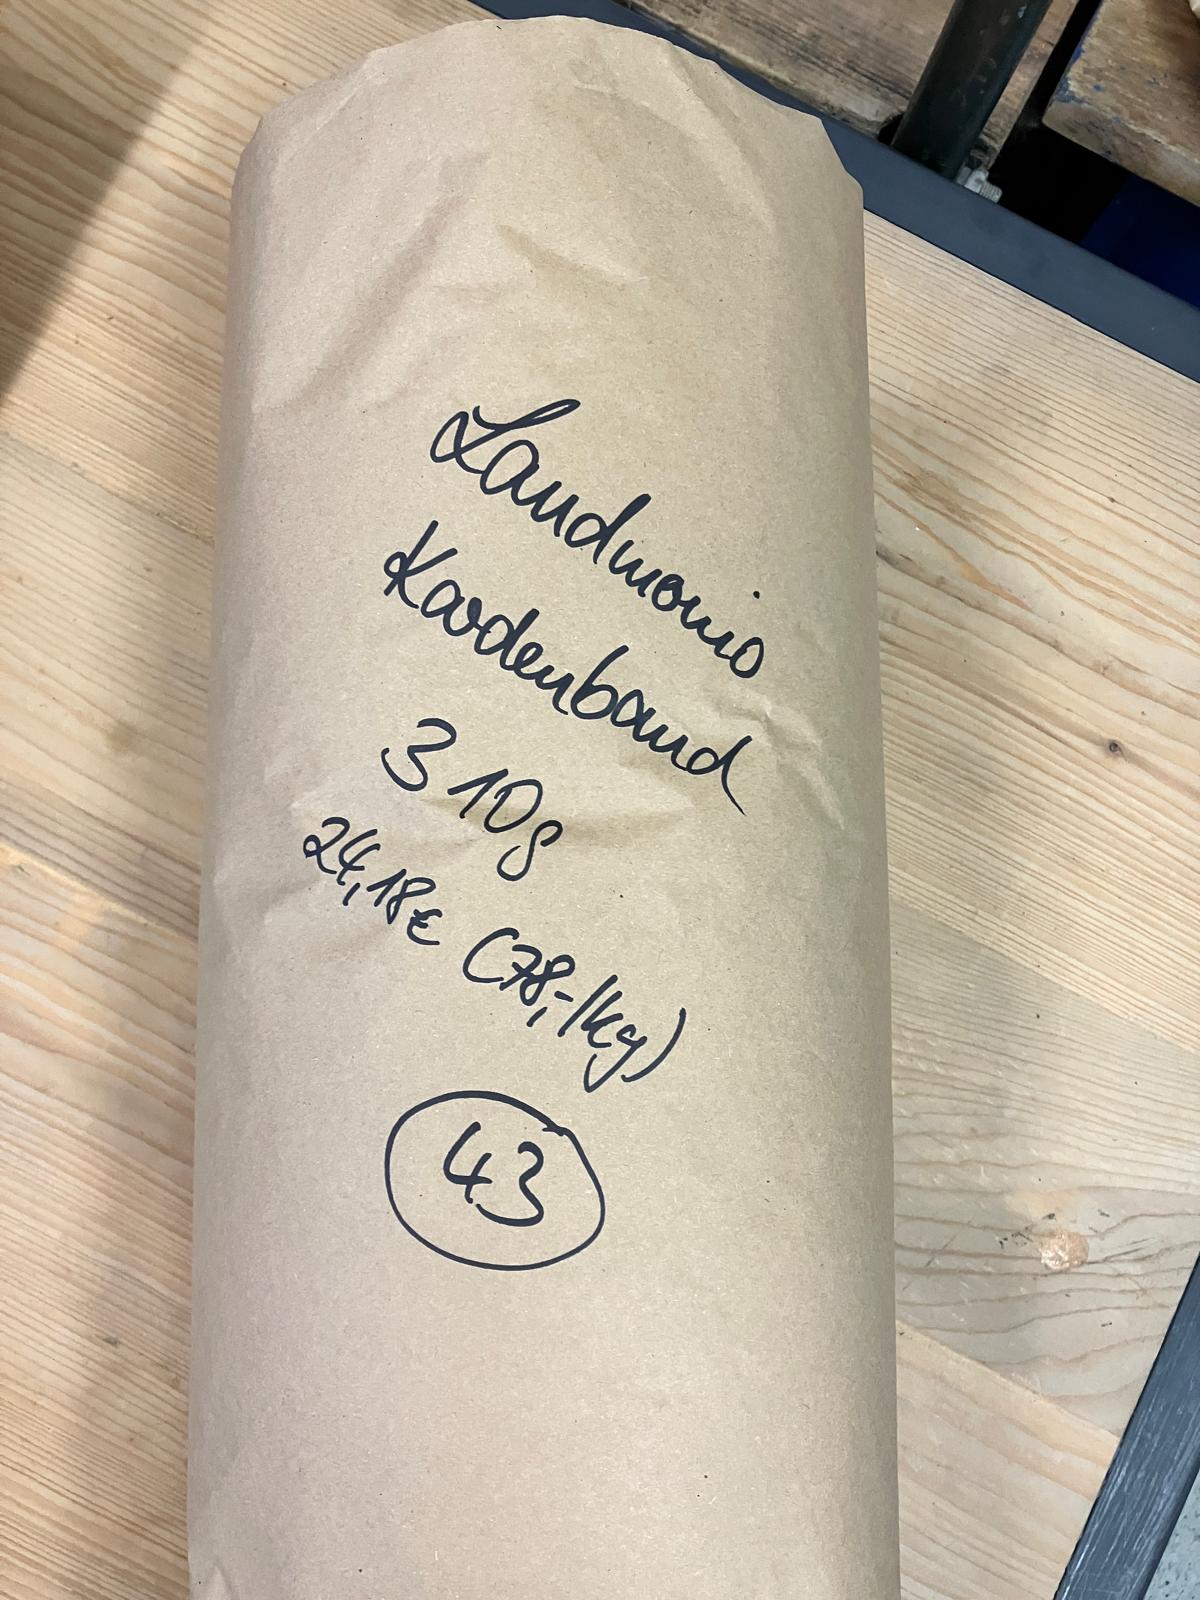 Landmerino
Kardenband
310g
24,18€ (78,-/kg)
43